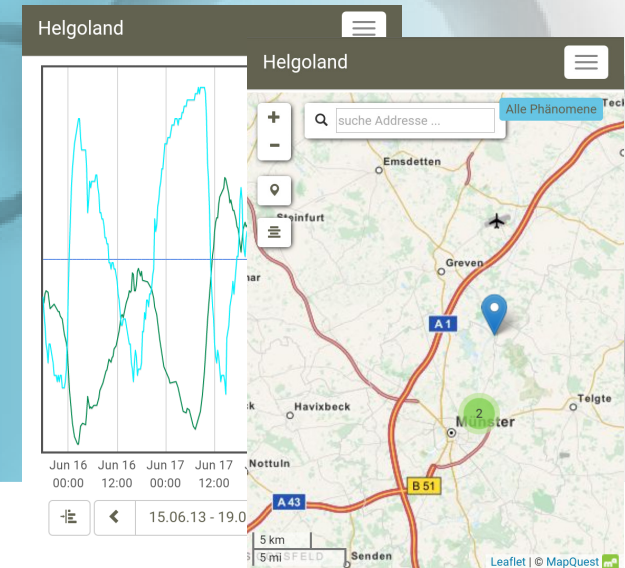 Helgoland
Jun 16 Jun 16 Jun 17 Jun 17
00:00 12:00 00:00 12:00
15.06.13 - 19.0
Helgoland
suche Addresse ...
Alle Phänomene
Teck
Emsdetten
Steinfurt
Greven
ar
A 1
2
Münster
Telgte
k
Havixbeck
Nottuln
B 51
A 43
5 km
5 mi
Senden
Leaflet | © MapQuest